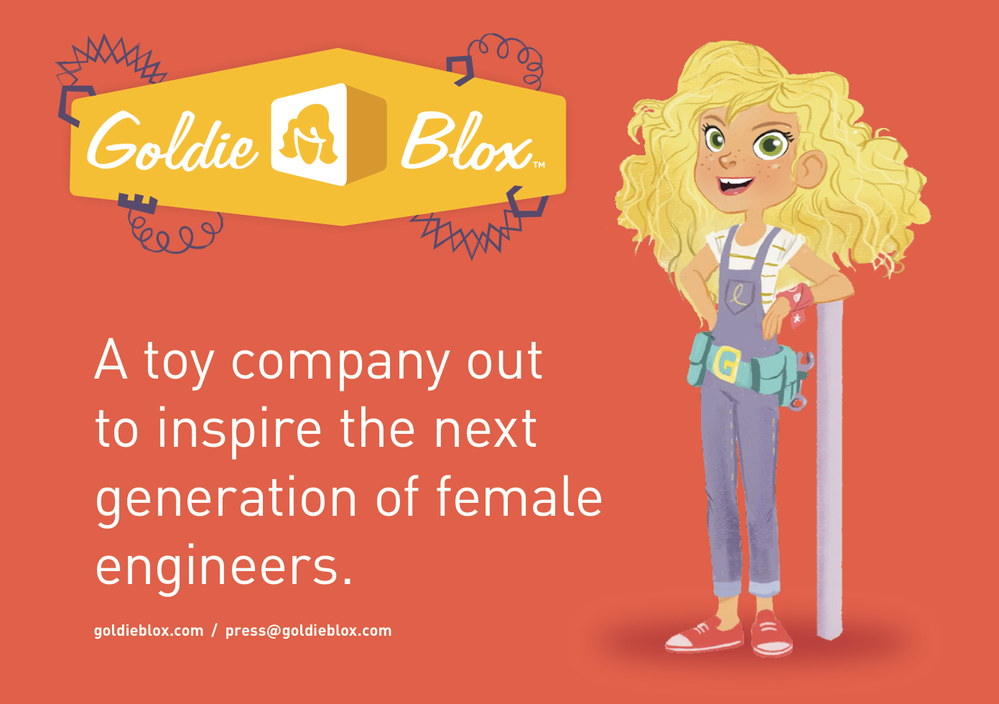 Goldie Blox™
A toy company out
to inspire the next
generation of female
engineers.
goldieblox.com / press@goldieblox.com
G